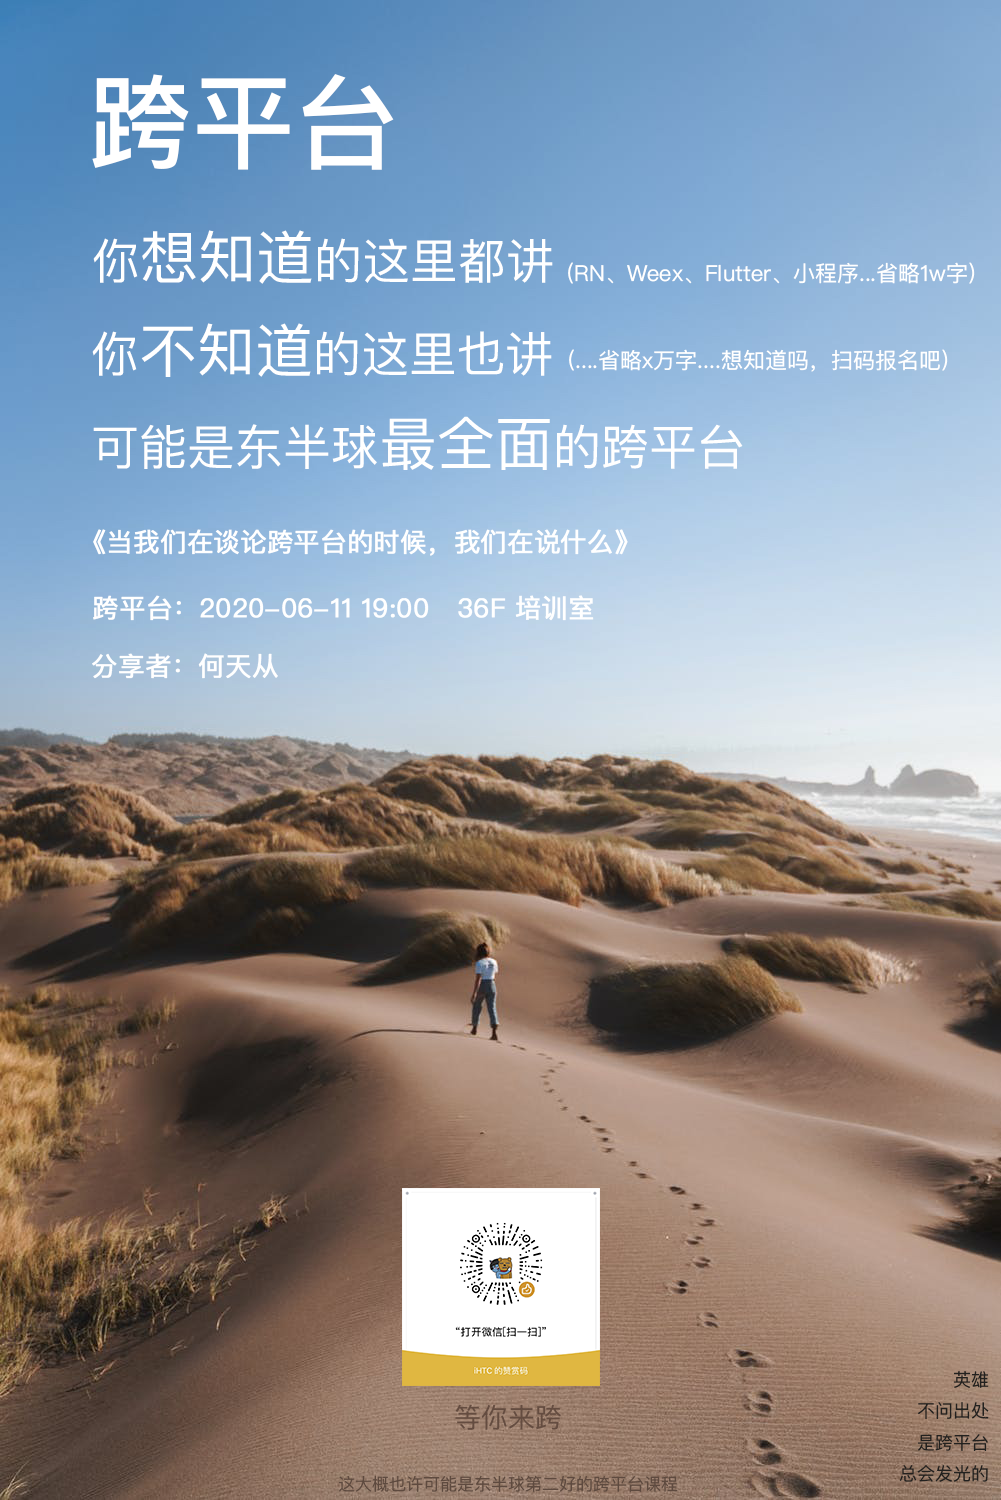 跨平台
你想知道的这里都讲 (RN、Weex、Flutter、小程序...省略1w字)
你不知道的这里也讲 (....省略x万字....想知道吗，扫码报名吧)
可能是东半球最全面的跨平台
《当我们在谈论跨平台的时候，我们在说什么》
跨平台：2020-06-11 19:00 36F 培训室
分享者：何天从
“打开微信[扫一扫]”
iHTC 的赞赏码
等你来跨
英雄
不问出处
是跨平台
总会发光的
这大概也许可能是东半球第二好的跨平台课程